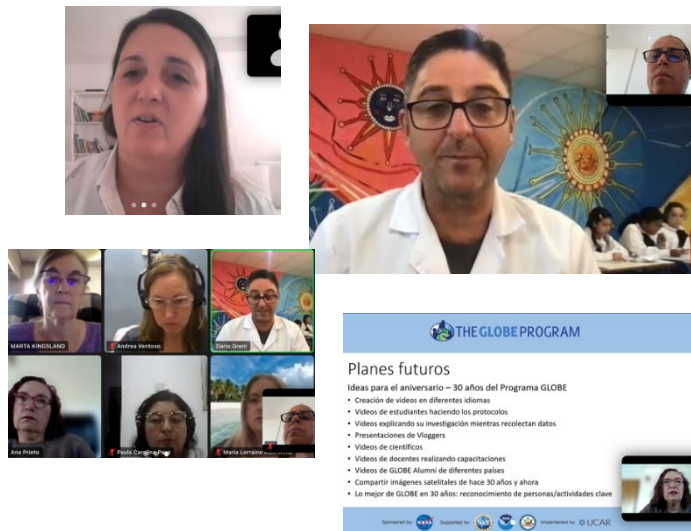 MARTA KINGSLAND
Andrea Ventoso
Dario Greni
Ana Prieto
Paula Carolina Paez
Maria Lorraine
THE GLOBE PROGRAM
Planes futuros
Ideas para el aniversario – 30 años del Programa GLOBE
• Creación de videos en diferentes idiomas
• Videos de estudiantes haciendo los protocolos
• Videos explicando su investigación mientras recolectan datos
• Presentaciones de Vloggers
• Videos de científicos
• Videos de docentes realizando capacitaciones
• Videos de GLOBE Alumni de diferentes países
• Compartir imágenes satelitales de hace 30 años y ahora
• Lo mejor de GLOBE en 30 años: reconocimiento de personas/actividades clave
Sponsored by: NASA Supported by: Implemented by: UCAR